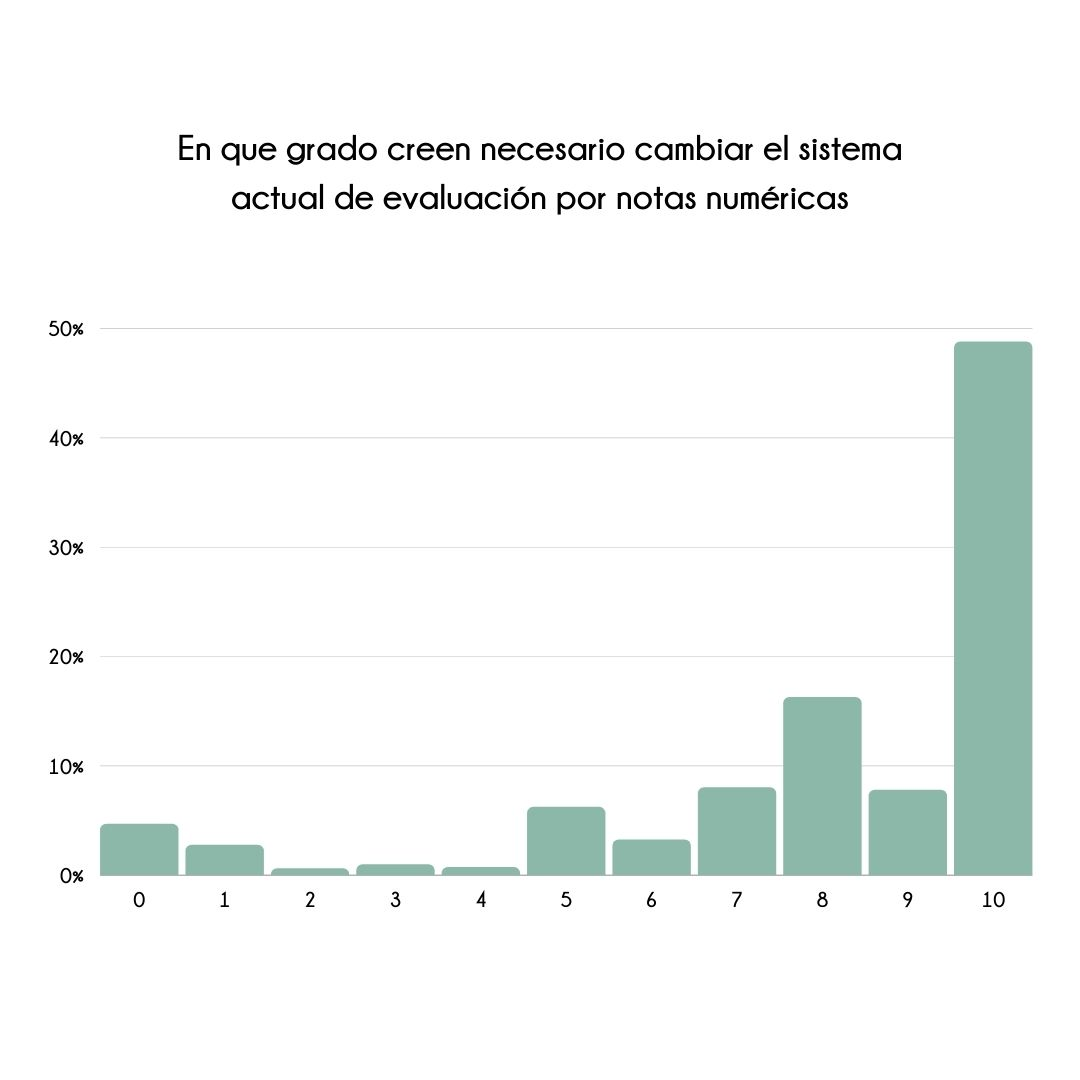 En que grado creen necesario cambiar el sistema
actual de evaluación por notas numéricas
50%
40%
30%
20%
10%
0%
0 1 2 3 4 5 6 7 8 9 10